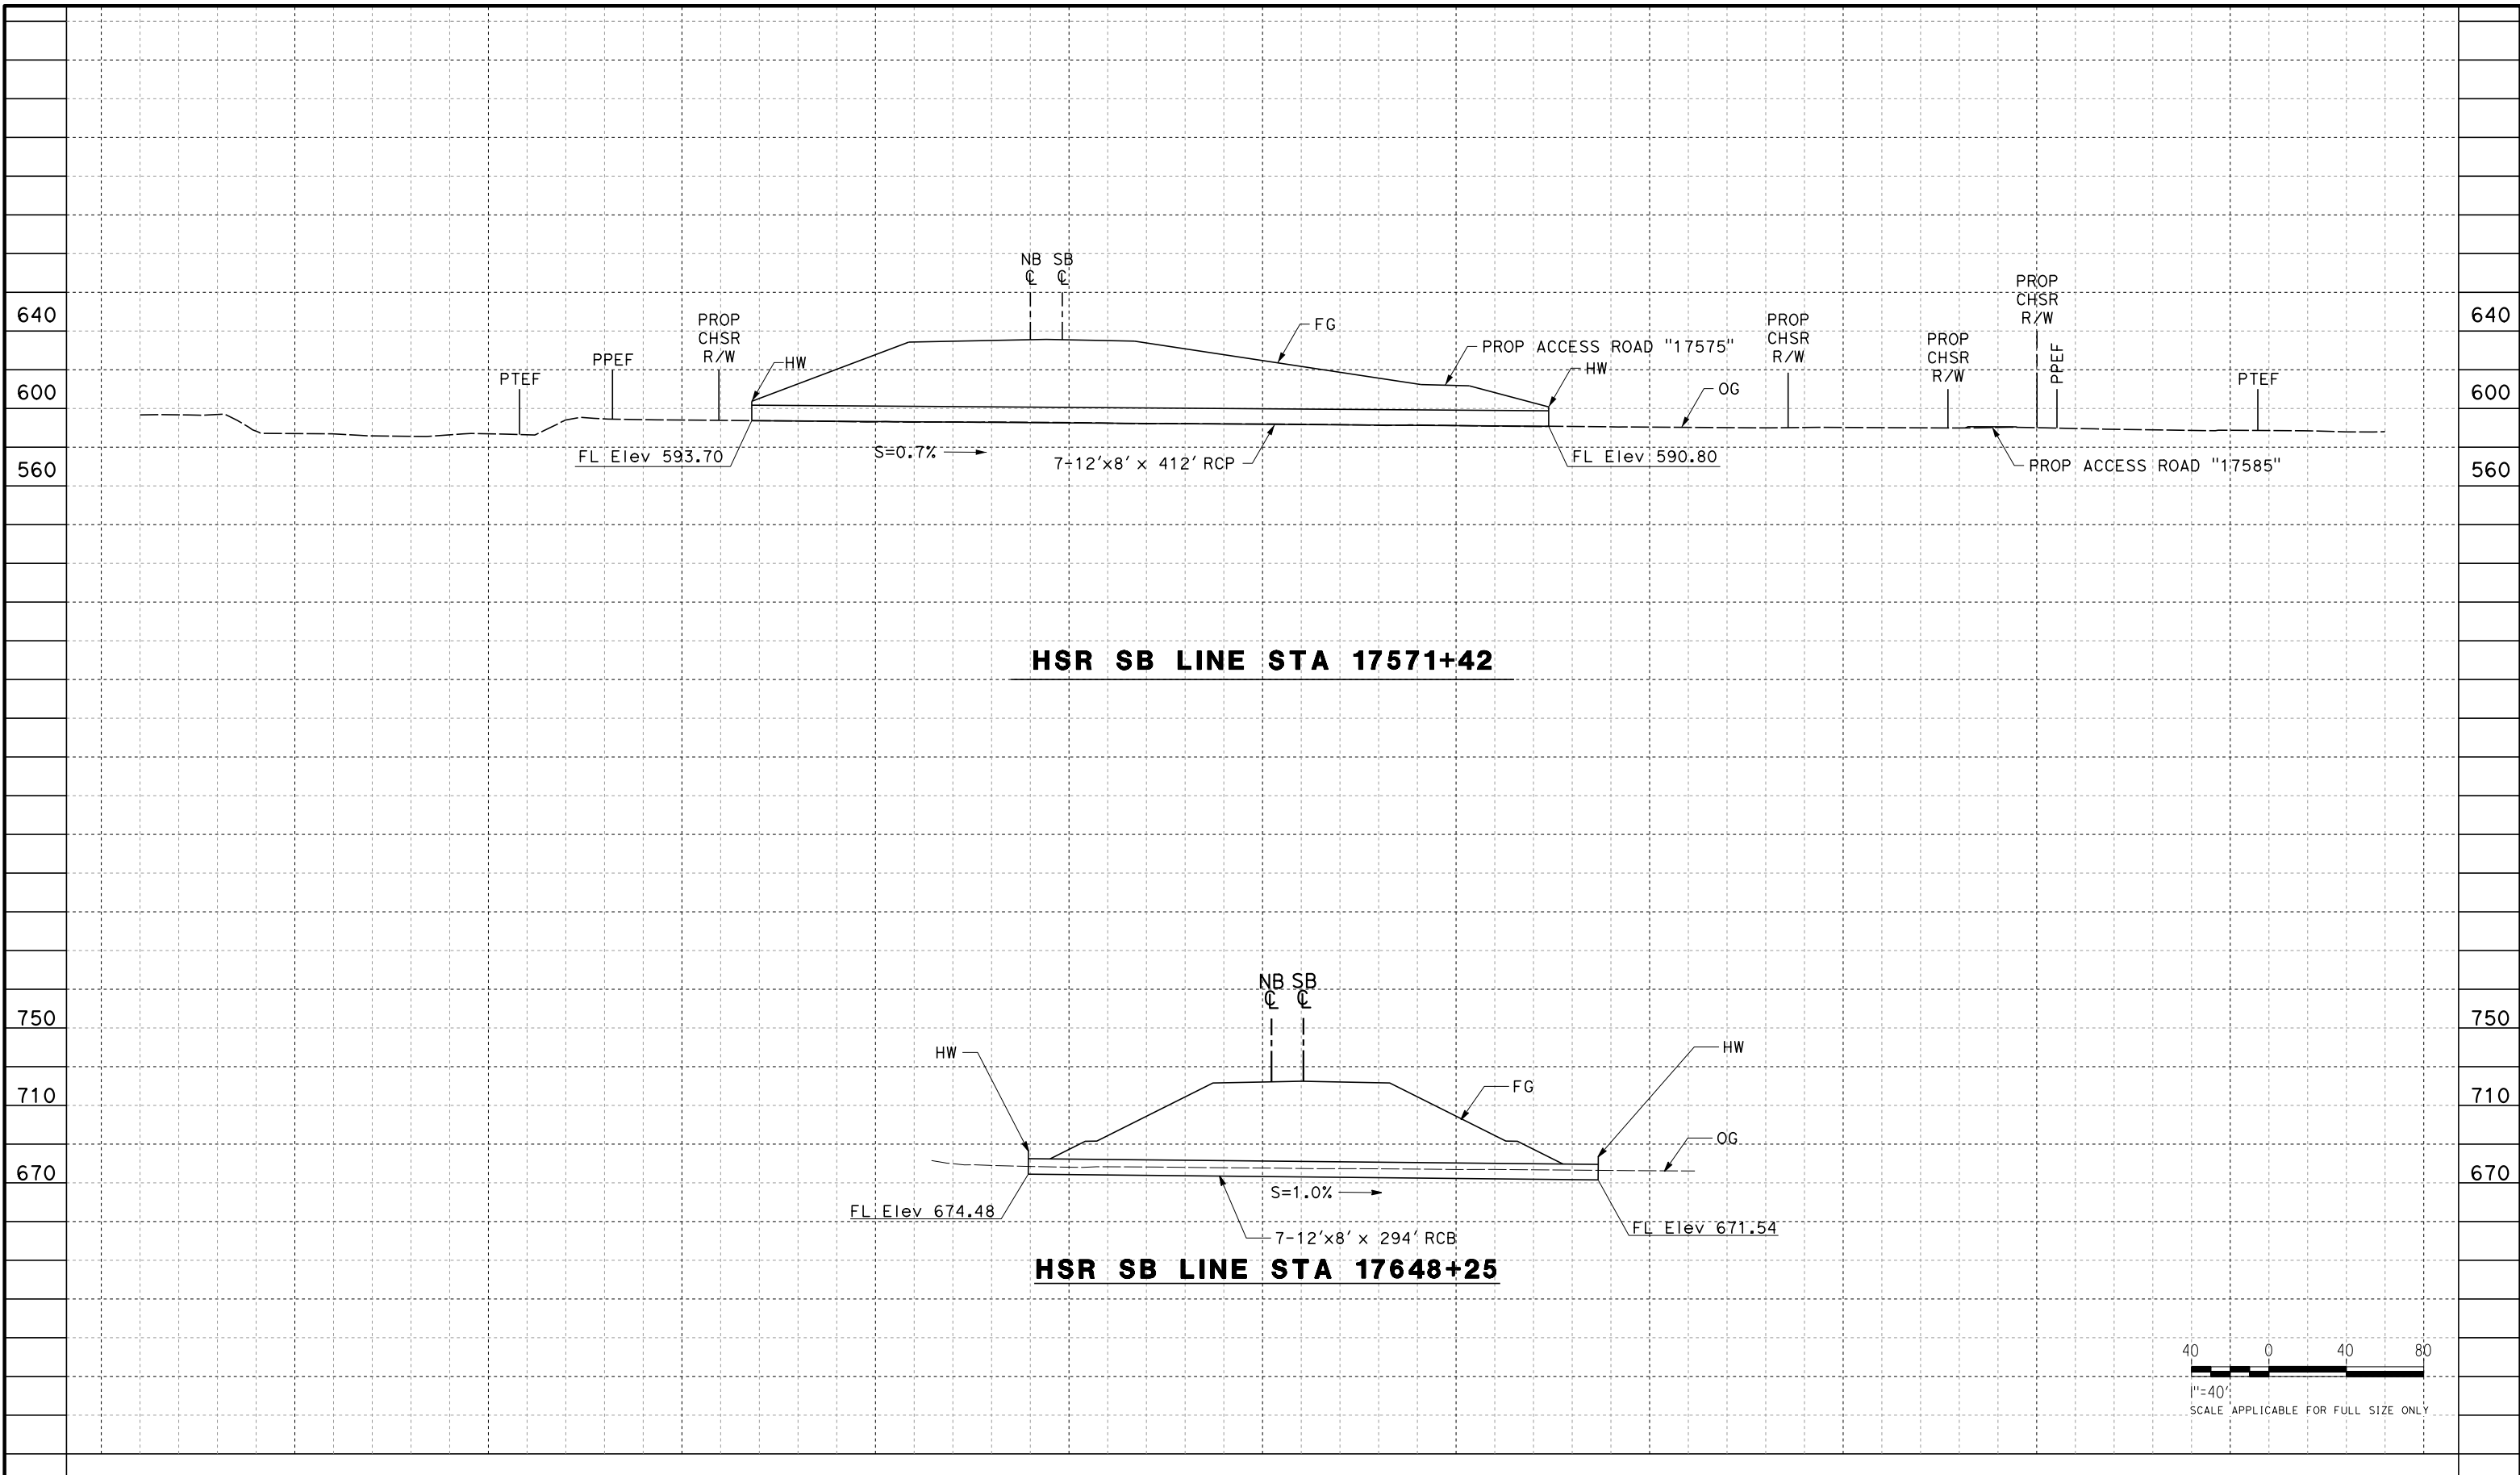 NB SB
℄ ℄
640
PROP
CHSR
R/W
PTEF
PPEF
HW
FG
PROP ACCESS ROAD "17575"
HW
OG
PROP
CHSR
R/W
PROP
CHSR
R/W
PROP
CHSR
R/W
PPEF
PTEF
640
600
600
560
FL Elev 593.70
S=0.7%
7-12'x8' x 412' RCP
FL Elev 590.80
PROP ACCESS ROAD "17585"
560
HSR SB LINE STA 17571+42
NB SB
℄ ℄
750
750
HW
HW
710
FG
710
OG
670
670
S=1.0%
FL Elev 674.48
FL Elev 671.54
7-12'x8' x 294' RCB
HSR SB LINE STA 17648+25
40 0 40 80
1"=40'
SCALE APPLICABLE FOR FULL SIZE ONLY